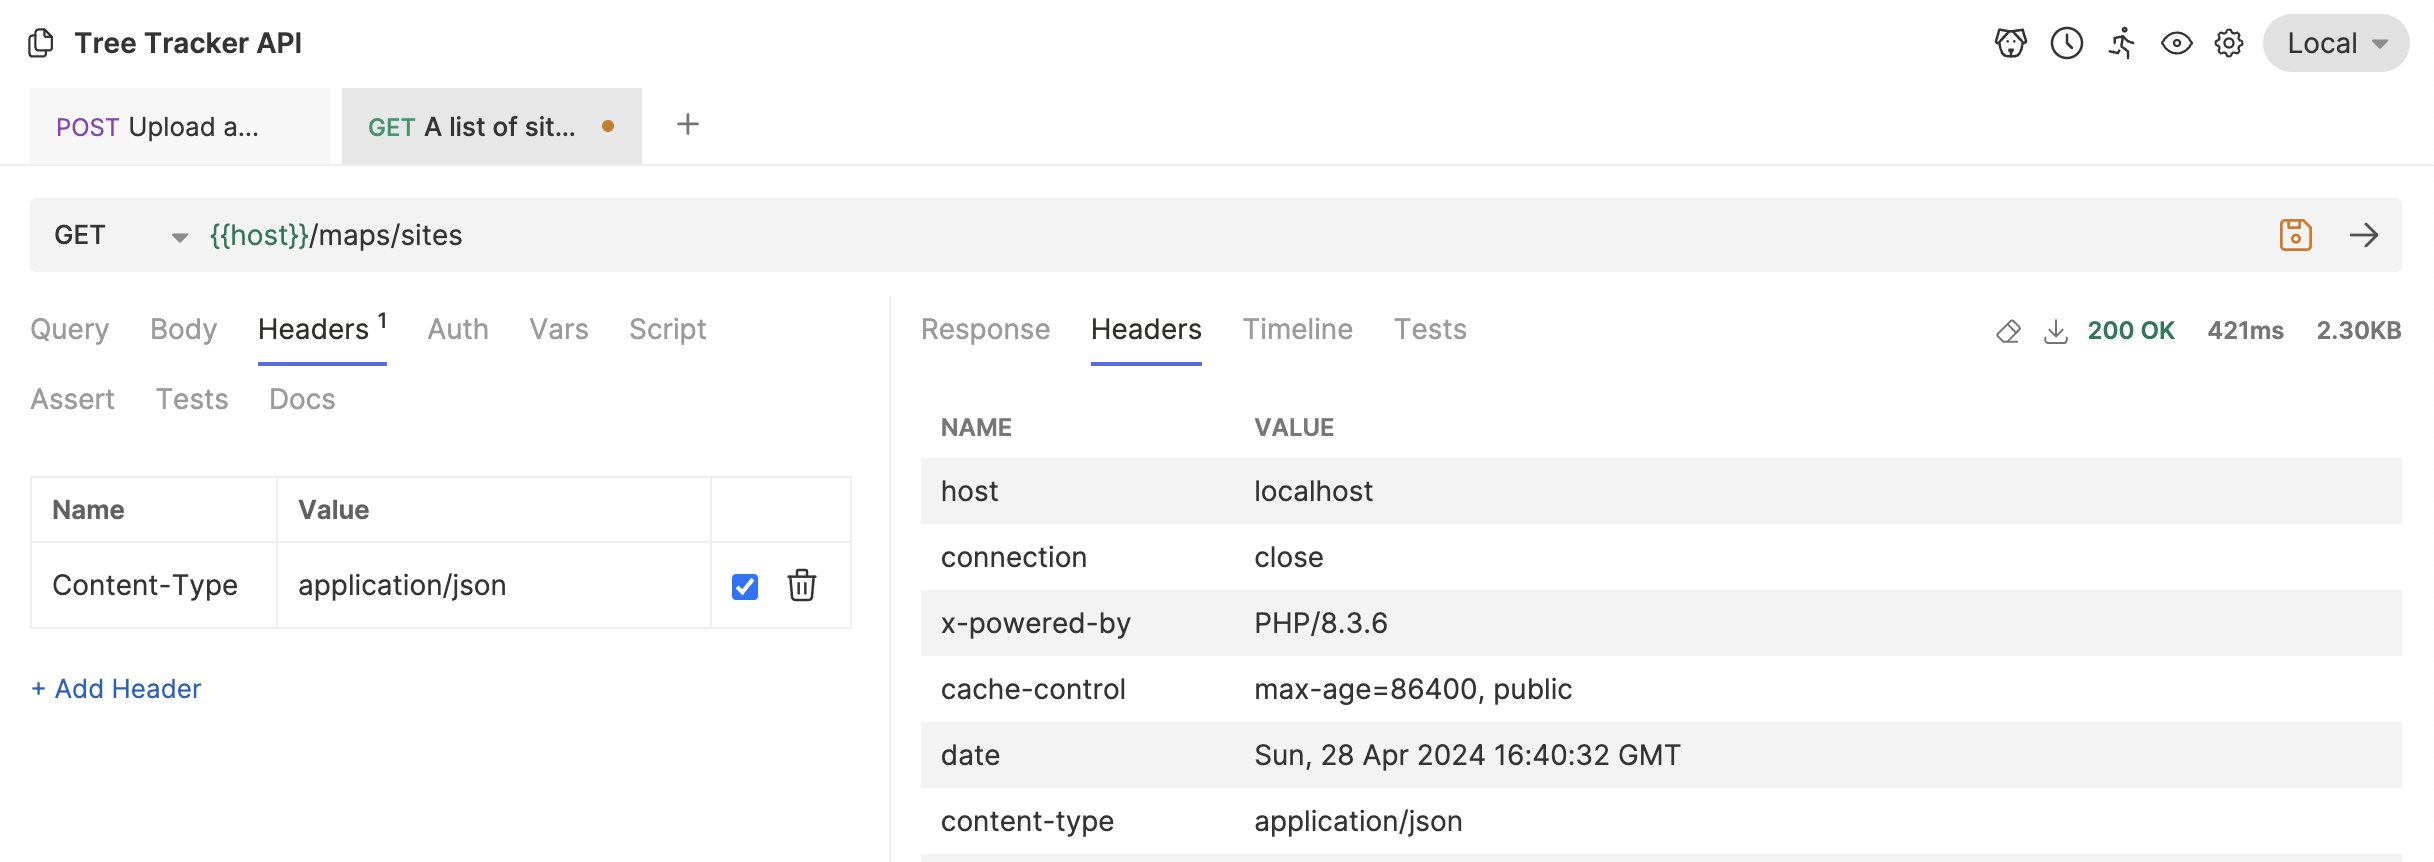 Tree Tracker API
Local
POST Upload a...
GET A list of sit...
+
GET {{host}}/maps/sites
Query Body Headers 1 Auth Vars Script
Assert Tests Docs
Name Value
Content-Type application/json
+ Add Header
Response Headers Timeline Tests 200 OK 421ms 2.30KB
NAME VALUE
host localhost
connection close
x-powered-by PHP/8.3.6
cache-control max-age=86400, public
date Sun, 28 Apr 2024 16:40:32 GMT
content-type application/json